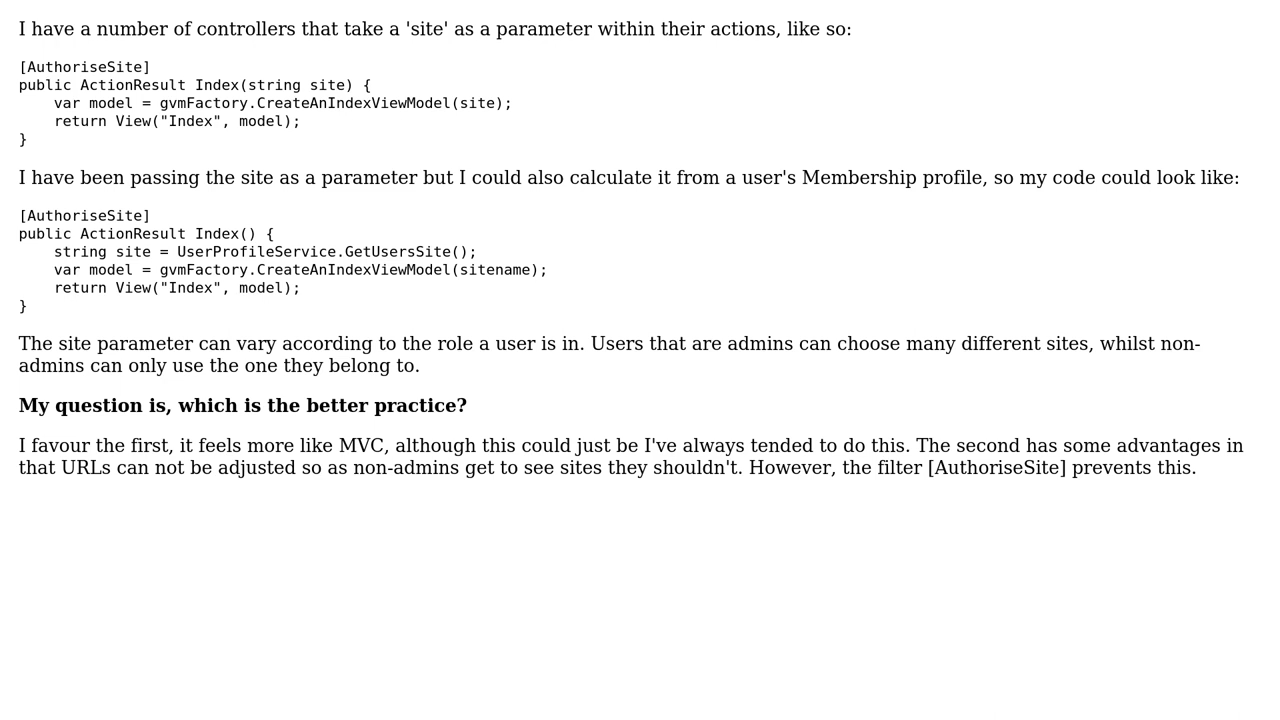 I have a number of controllers that take a 'site' as a parameter within their actions, like so:
[AuthoriseSite]
public ActionResult Index(string site) {
    var model = gvmFactory.CreateAnIndexViewModel(site);
    return View("Index", model);
}
I have been passing the site as a parameter but I could also calculate it from a user's Membership profile, so my code could look like:
[AuthoriseSite]
public ActionResult Index() {
    string site = UserProfileService.GetUsersSite();
    var model = gvmFactory.CreateAnIndexViewModel(sitename);
    return View("Index", model);
}
The site parameter can vary according to the role a user is in. Users that are admins can choose many different sites, whilst non-
admins can only use the one they belong to.
My question is, which is the better practice?
I favour the first, it feels more like MVC, although this could just be I've always tended to do this. The second has some advantages in
that URLs can not be adjusted so as non-admins get to see sites they shouldn't. However, the filter [AuthoriseSite] prevents this.